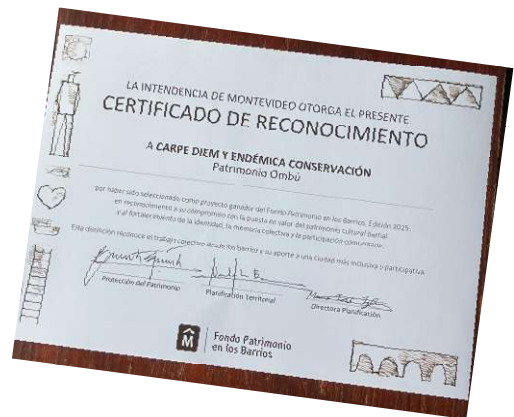 LA INTENDENCIA DE MONTEVIDEO OTORGA EL PRESENTE
CERTIFICADO DE RECONOCIMIENTO
A CARPE DIEM Y ENDÉMICA CONSERVACIÓN
Patrimonio Ombú
por haber sido seleccionado como proyecto ganador del Fondo Patrimonio en los Barrios, Edición 2025
en reconocimiento a su compromiso con la puesta en valor del patrimonio cultural barrial
y al fortalecimiento de la identidad, la memoria colectiva y la participación comunitaria.
Esta distinción reconoce el trabajo colectivo desde los barrios y su aporte a una ciudad más inclusiva y participativa.
Protección del Patrimonio
Planificación Territorial
Directora Planificación
M
Fondo Patrimonio
en los Barrios